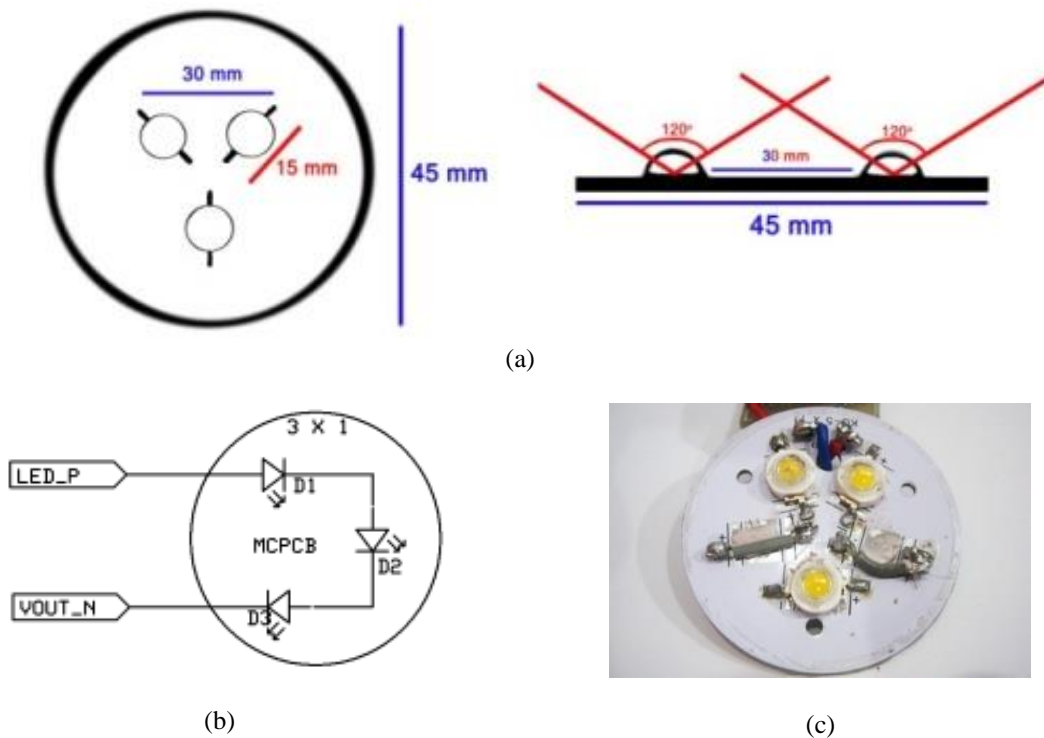 30 mm
15 mm
45 mm
120°
120°
30 mm
45 mm
(a)
3 X 1
LED_P
D1
MCPCB
D2
VOUT_N
D3
(b)
(c)